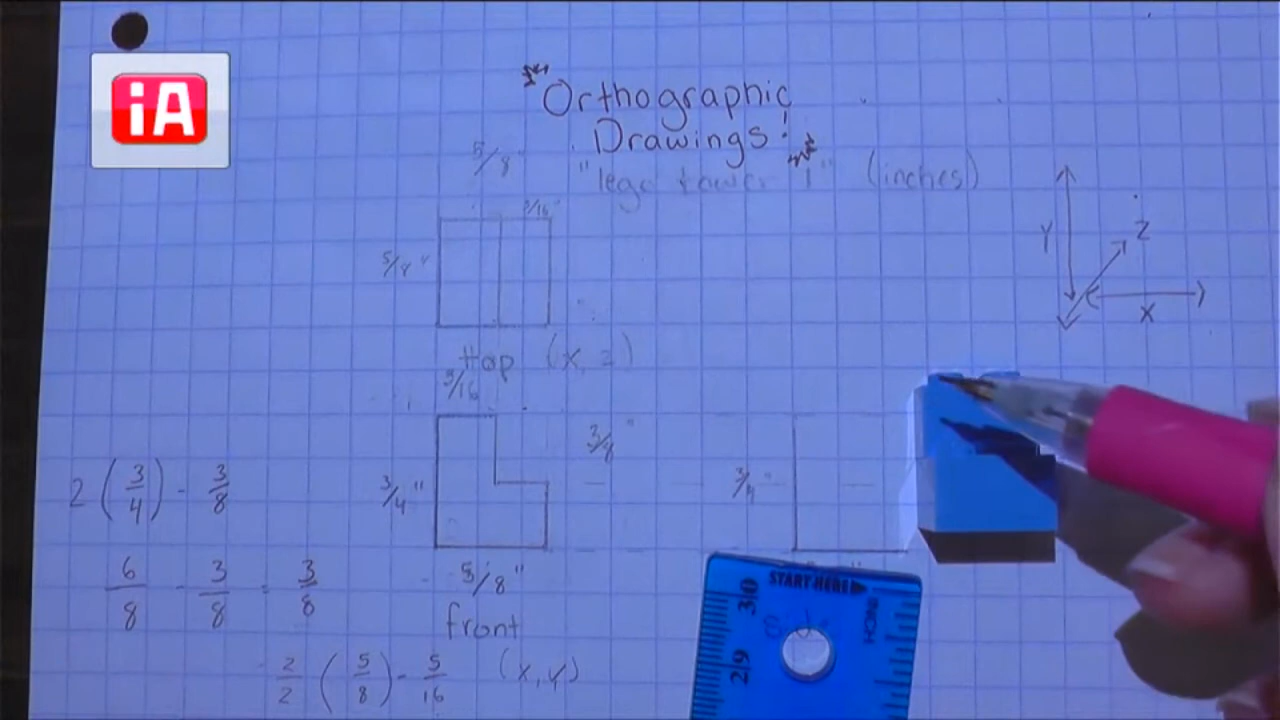 iA
Orthographic
Drawings!
5/8"
"lego tower 1" (inches)
5/16"
5/8"
Y
Z
X
top (x, z)
5/16
3/8"
3/4"
3/4"
2 (3/4) - 3/8
6/8 - 3/8 = 3/8
5/8"
front
(x, y)
2/2 (5/8) - 5/16
START HERE
INCH
30
29